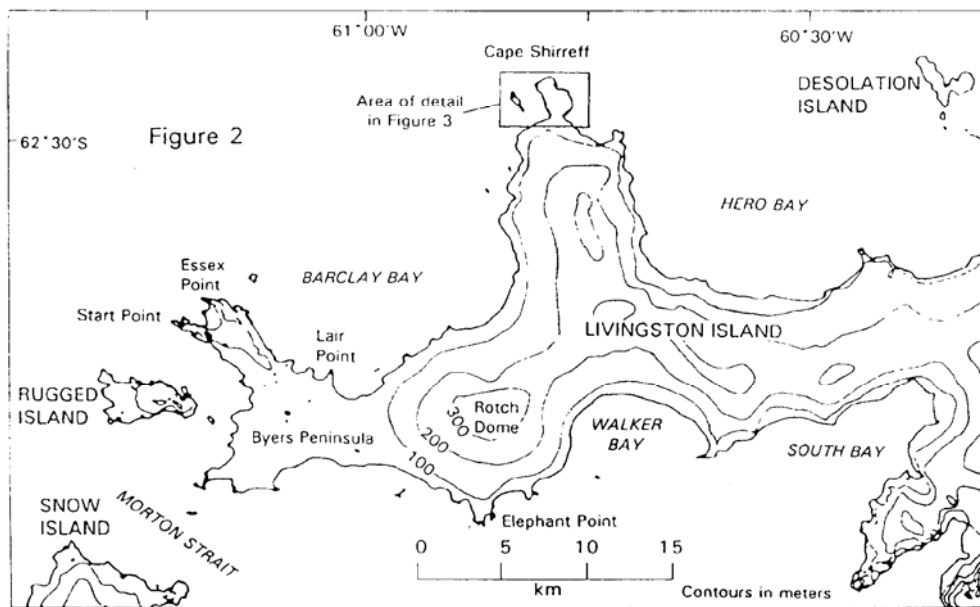 61°00'W
60°30'W
Cape Shirreff
DESOLATION
ISLAND
Area of detail
in Figure 3
Figure 2
62°30'S
HERO BAY
Essex
Point
BARCLAY BAY
Start Point
Lair
Point
LIVINGSTON ISLAND
RUGGED
ISLAND
Rotch
Dome
300
200
100
Byers Peninsula
WALKER
BAY
SOUTH BAY
SNOW
ISLAND
MORTON STRAIT
Elephant Point
0 5 10 15
km
Contours in meters